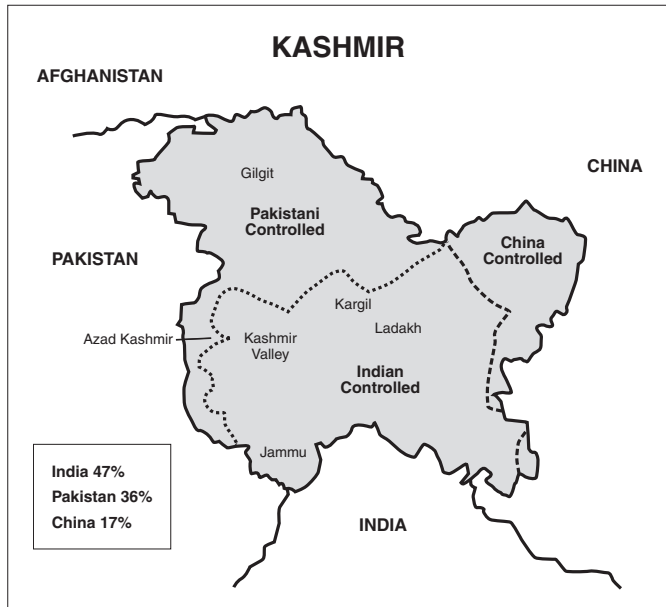 KASHMIR
AFGHANISTAN
CHINA
Gilgit
Pakistani
Controlled
China
Controlled
PAKISTAN
Kargil
Azad Kashmir
Kashmir
Valley
Ladakh
Indian
Controlled
Jammu
India 47%
Pakistan 36%
China 17%
INDIA